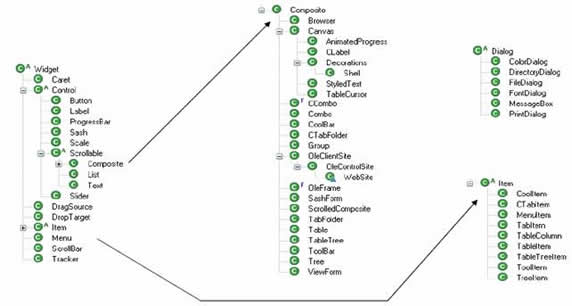 Widget
Caret
Control
Button
Label
ProgressBar
Sash
Scale
Scrollable
Composite
List
Text
Slider
DragSource
DropTarget
Item
Menu
ScrollBar
Tracker
Composite
Browser
Canvas
AnimatedProgress
CLabel
Decorations
Shell
StyledText
TableCursor
CCombo
Combo
CoolBar
CTabFolder
Group
OleClientSite
OleControlSite
WebSite
OleFrame
SashForm
ScrolledComposite
TabFolder
Table
TableTree
ToolBar
Tree
ViewForm
Dialog
ColorDialog
DirectoryDialog
FileDialog
FontDialog
MessageBox
PrintDialog
Item
CoolItem
CTabItem
MenuItem
TabItem
TableColumn
TableItem
TableTreeItem
ToolItem
TreeItem